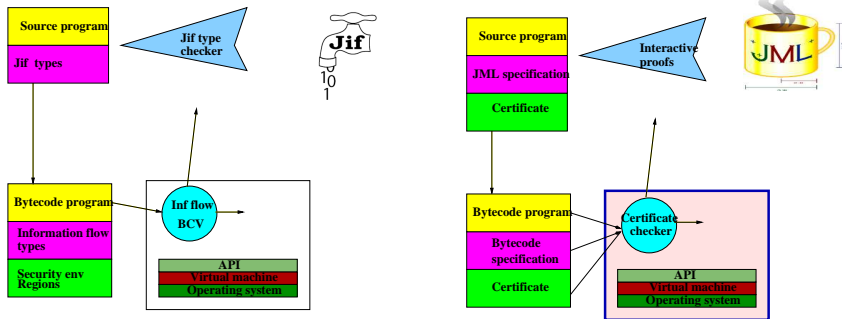 Source program
Jif types
Jif type
checker
Jif
10
0
1
Bytecode program
Information flow
types
Security env
Regions
Inf flow
BCV
API
Virtual machine
Operating system
Source program
JML specification
Certificate
Interactive
proofs
JML
Bytecode program
Bytecode
specification
Certificate
Certificate
checker
API
Virtual machine
Operating system